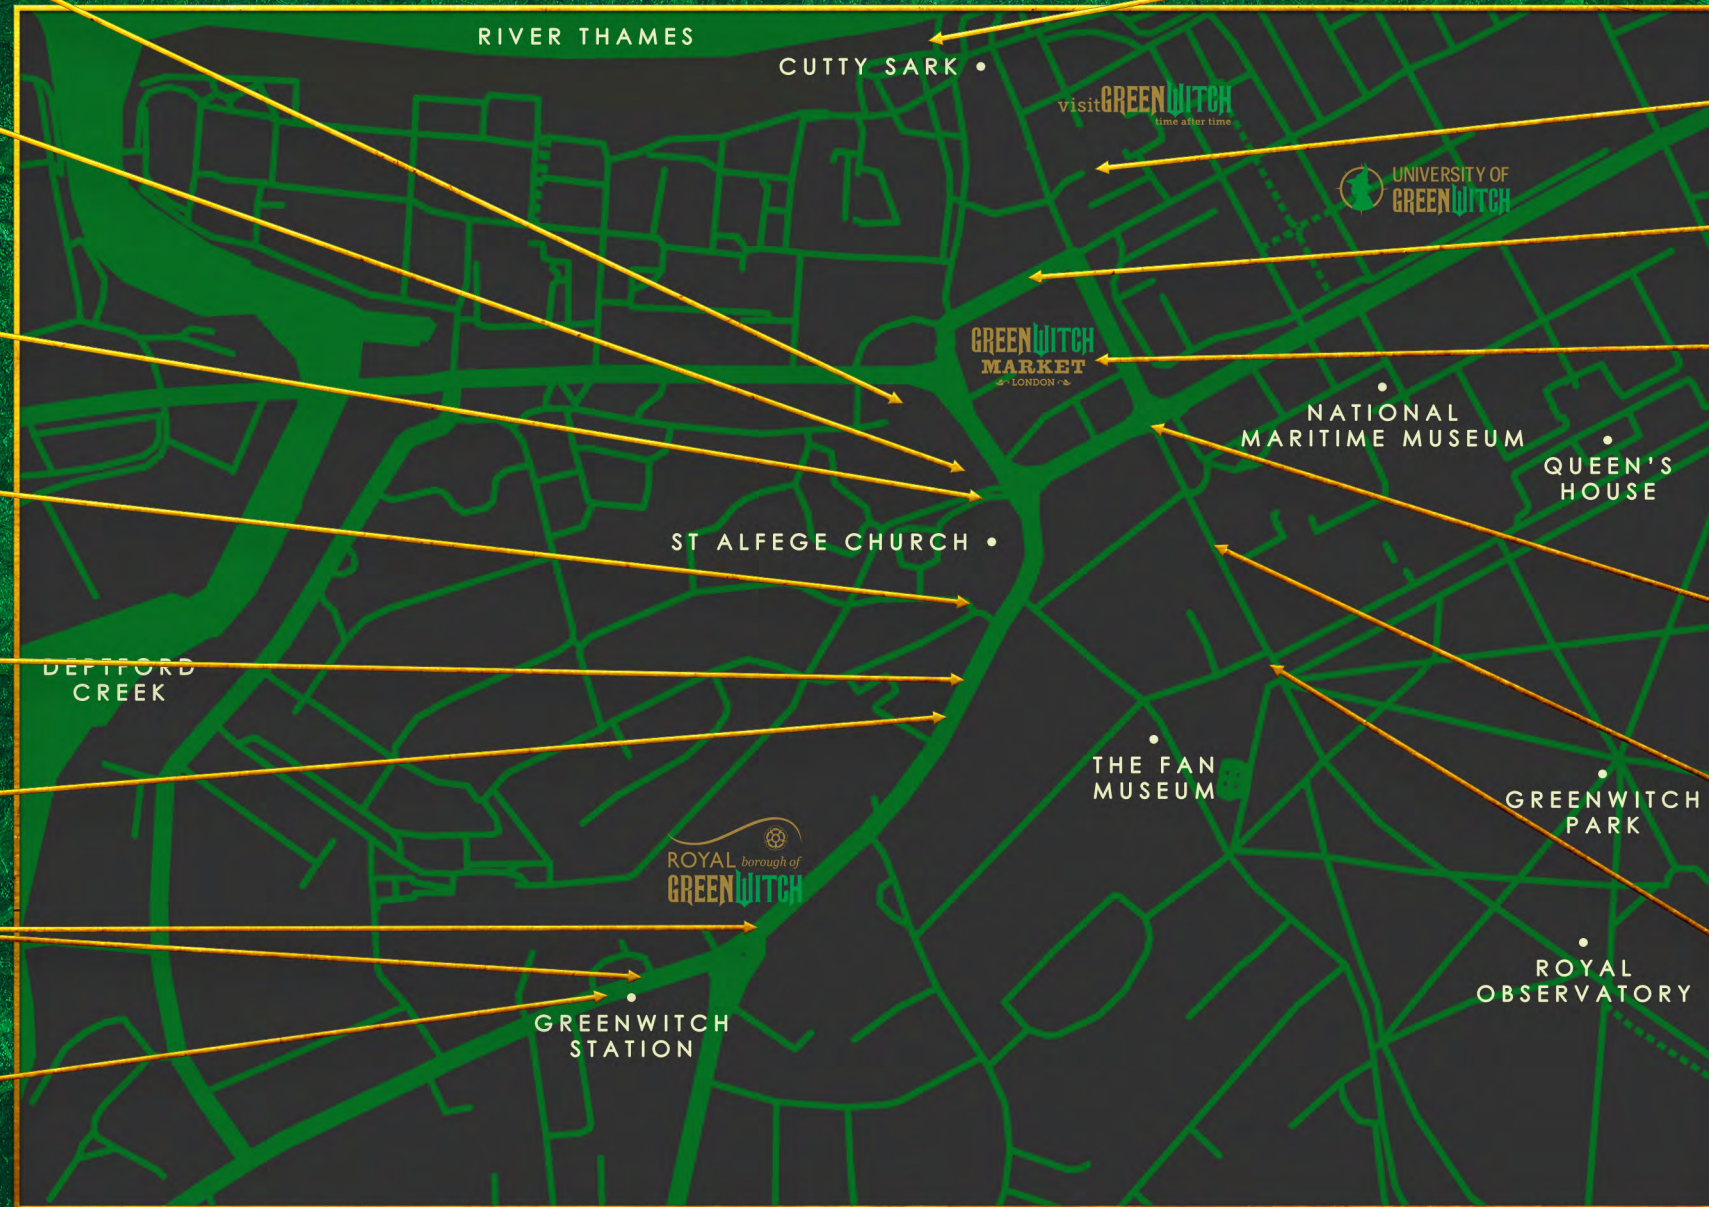 RIVER THAMES
CUTTY SARK
visitGREENWITCH
time after time
UNIVERSITY OF
GREENWITCH
GREENWITCH
MARKET
LONDON
NATIONAL
MARITIME MUSEUM
QUEEN'S
HOUSE
ST ALFEGE CHURCH
DEPTFORD
CREEK
THE FAN
MUSEUM
GREENWITCH
PARK
ROYAL borough of
GREENWITCH
ROYAL
OBSERVATORY
GREENWITCH
STATION